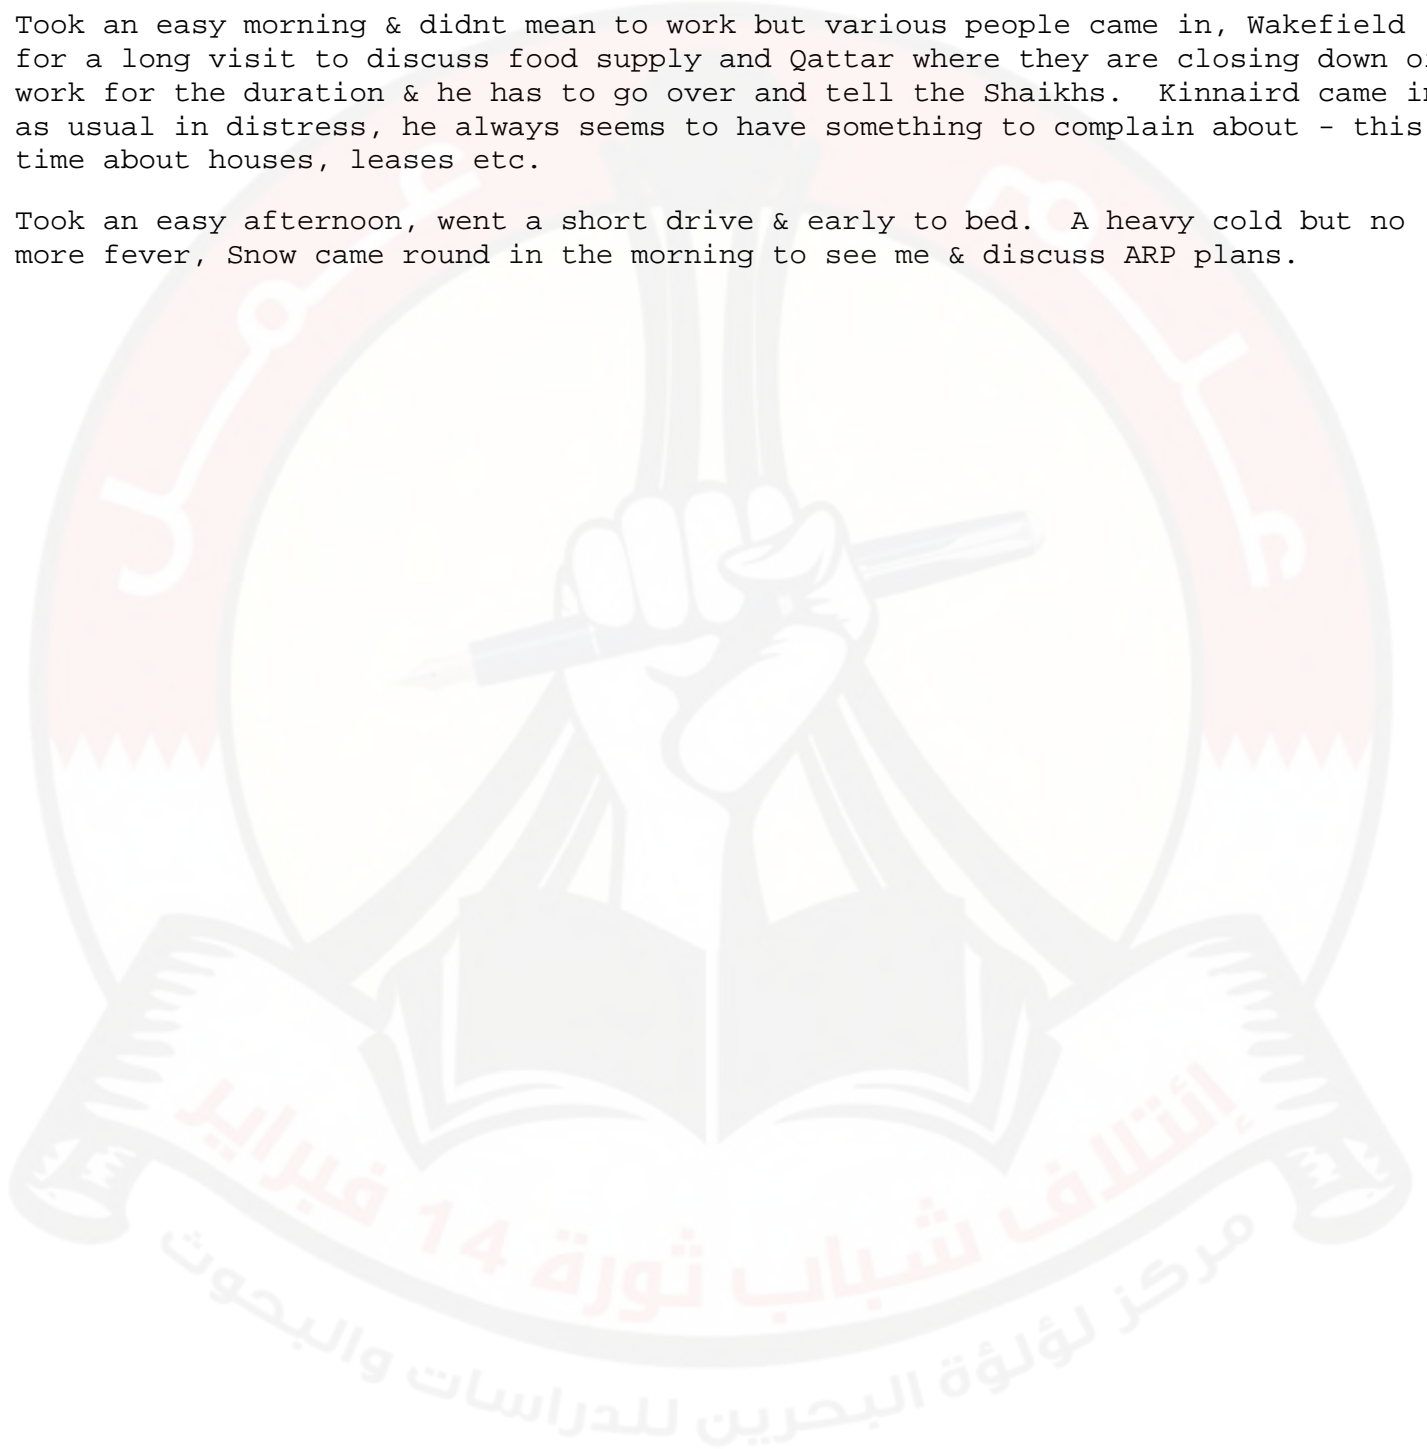 Took an easy morning & didnt mean to work but various people came in, Wakefield
for a long visit to discuss food supply and Qattar where they are closing down
work for the duration & he has to go over and tell the Shaikhs.  Kinnaird came
as usual in distress, he always seems to have something to complain about - this
time about houses, leases etc.
Took an easy afternoon, went a short drive & early to bed.  A heavy cold but no
more fever, Snow came round in the morning to see me & discuss ARP plans.
إئتلاف شباب ثورة 14 فبراير
مركز لؤلؤة البحرين للدراسات والبحوث